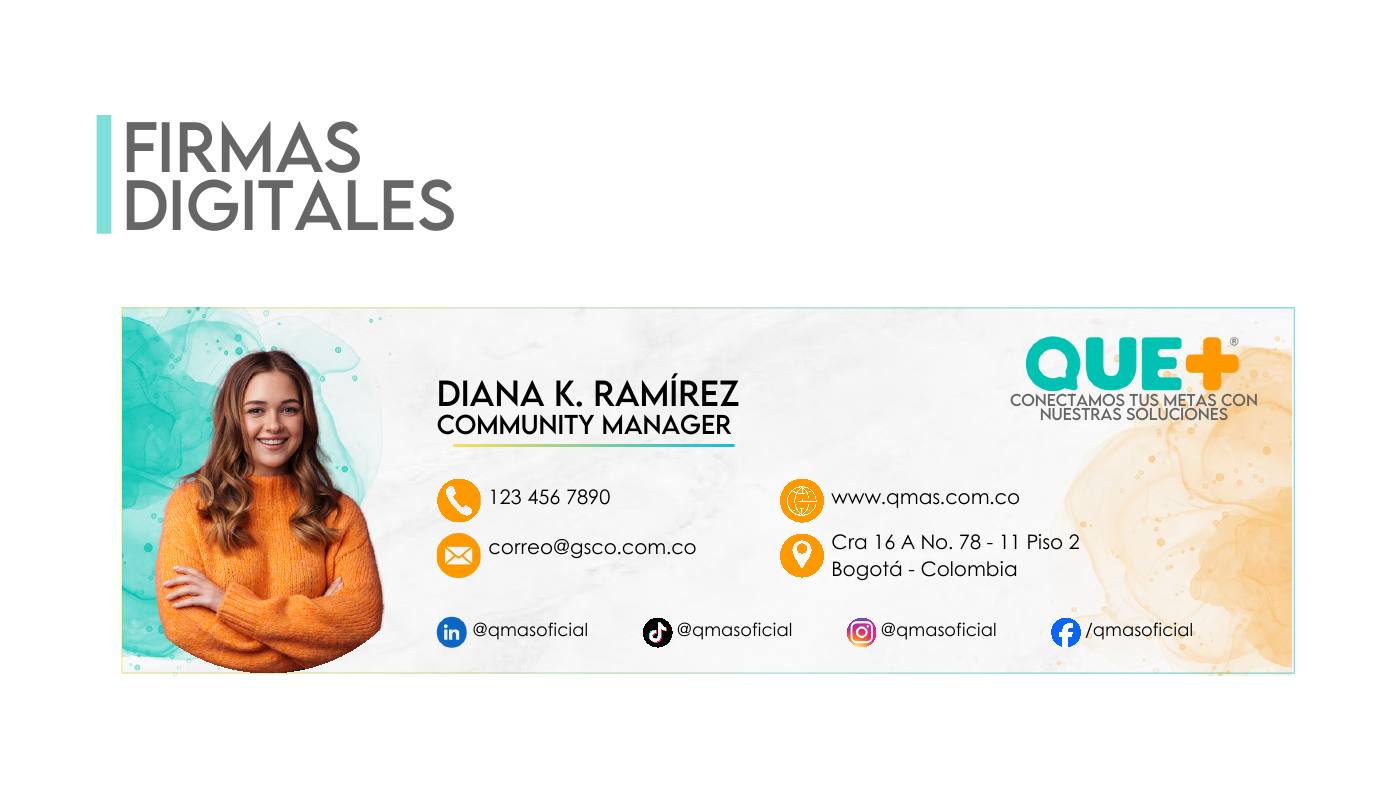 FIRMAS
DIGITALES
QUE+®
CONECTAMOS TUS METAS CON
NUESTRAS SOLUCIONES
DIANA K. RAMÍREZ
COMMUNITY MANAGER
123 456 7890
www.qmas.com.co
correo@gsco.com.co
Cra 16 A No. 78 - 11 Piso 2
Bogotá - Colombia
in @qmasoficial
@qmasoficial
@qmasoficial
/qmasoficial